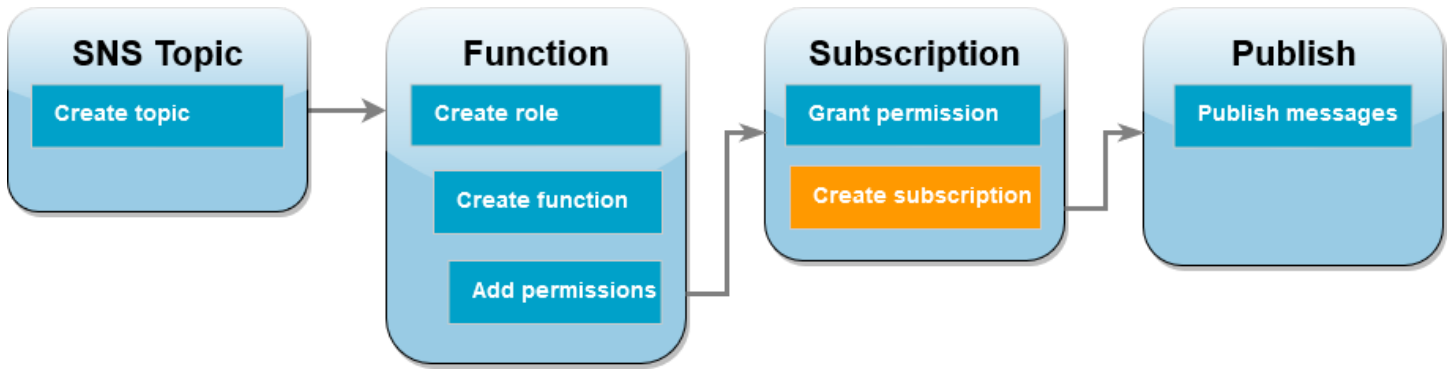 SNS Topic
Create topic
Function
Create role
Create function
Add permissions
Subscription
Grant permission
Create subscription
Publish
Publish messages